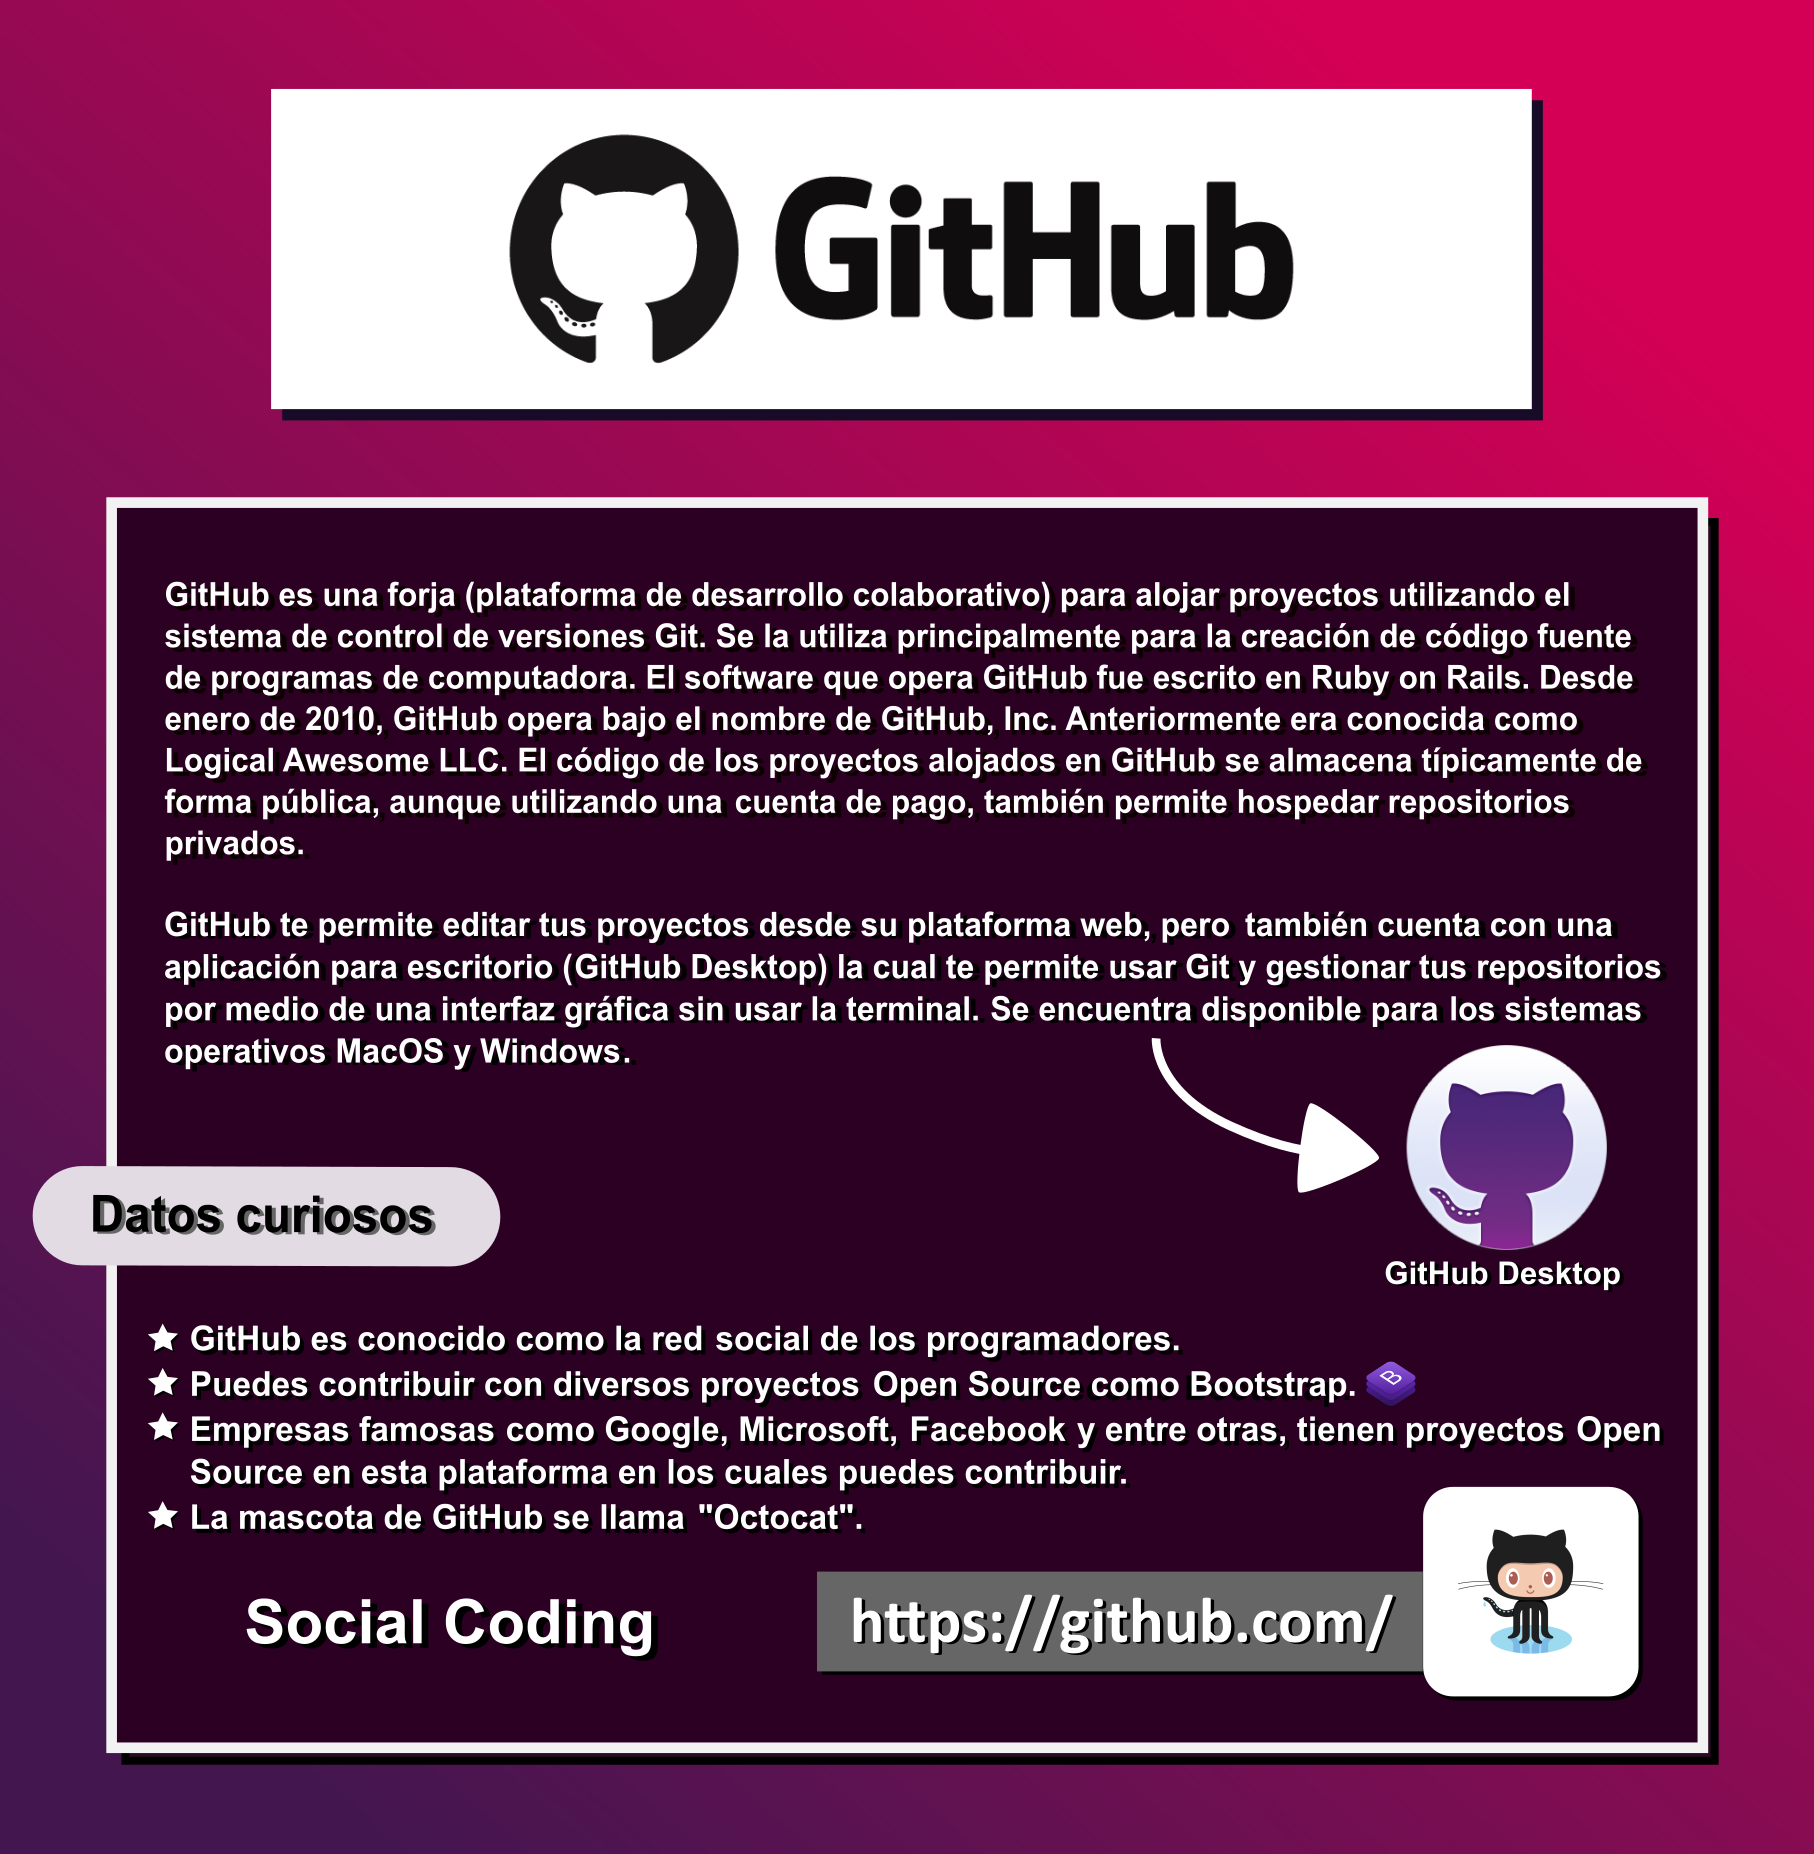 GitHub
GitHub es una forja (plataforma de desarrollo colaborativo) para alojar proyectos utilizando el
sistema de control de versiones Git. Se la utiliza principalmente para la creación de código fuente
de programas de computadora. El software que opera GitHub fue escrito en Ruby on Rails. Desde
enero de 2010, GitHub opera bajo el nombre de GitHub, Inc. Anteriormente era conocida como
Logical Awesome LLC. El código de los proyectos alojados en GitHub se almacena típicamente de
forma pública, aunque utilizando una cuenta de pago, también permite hospedar repositorios
privados.
GitHub te permite editar tus proyectos desde su plataforma web, pero también cuenta con una
aplicación para escritorio (GitHub Desktop) la cual te permite usar Git y gestionar tus repositorios
por medio de una interfaz gráfica sin usar la terminal. Se encuentra disponible para los sistemas
operativos MacOS y Windows.
GitHub Desktop
Datos curiosos
GitHub es conocido como la red social de los programadores.
Puedes contribuir con diversos proyectos Open Source como Bootstrap.
B
Empresas famosas como Google, Microsoft, Facebook y entre otras, tienen proyectos Open
Source en esta plataforma en los cuales puedes contribuir.
La mascota de GitHub se llama "Octocat".
Social Coding
https://github.com/